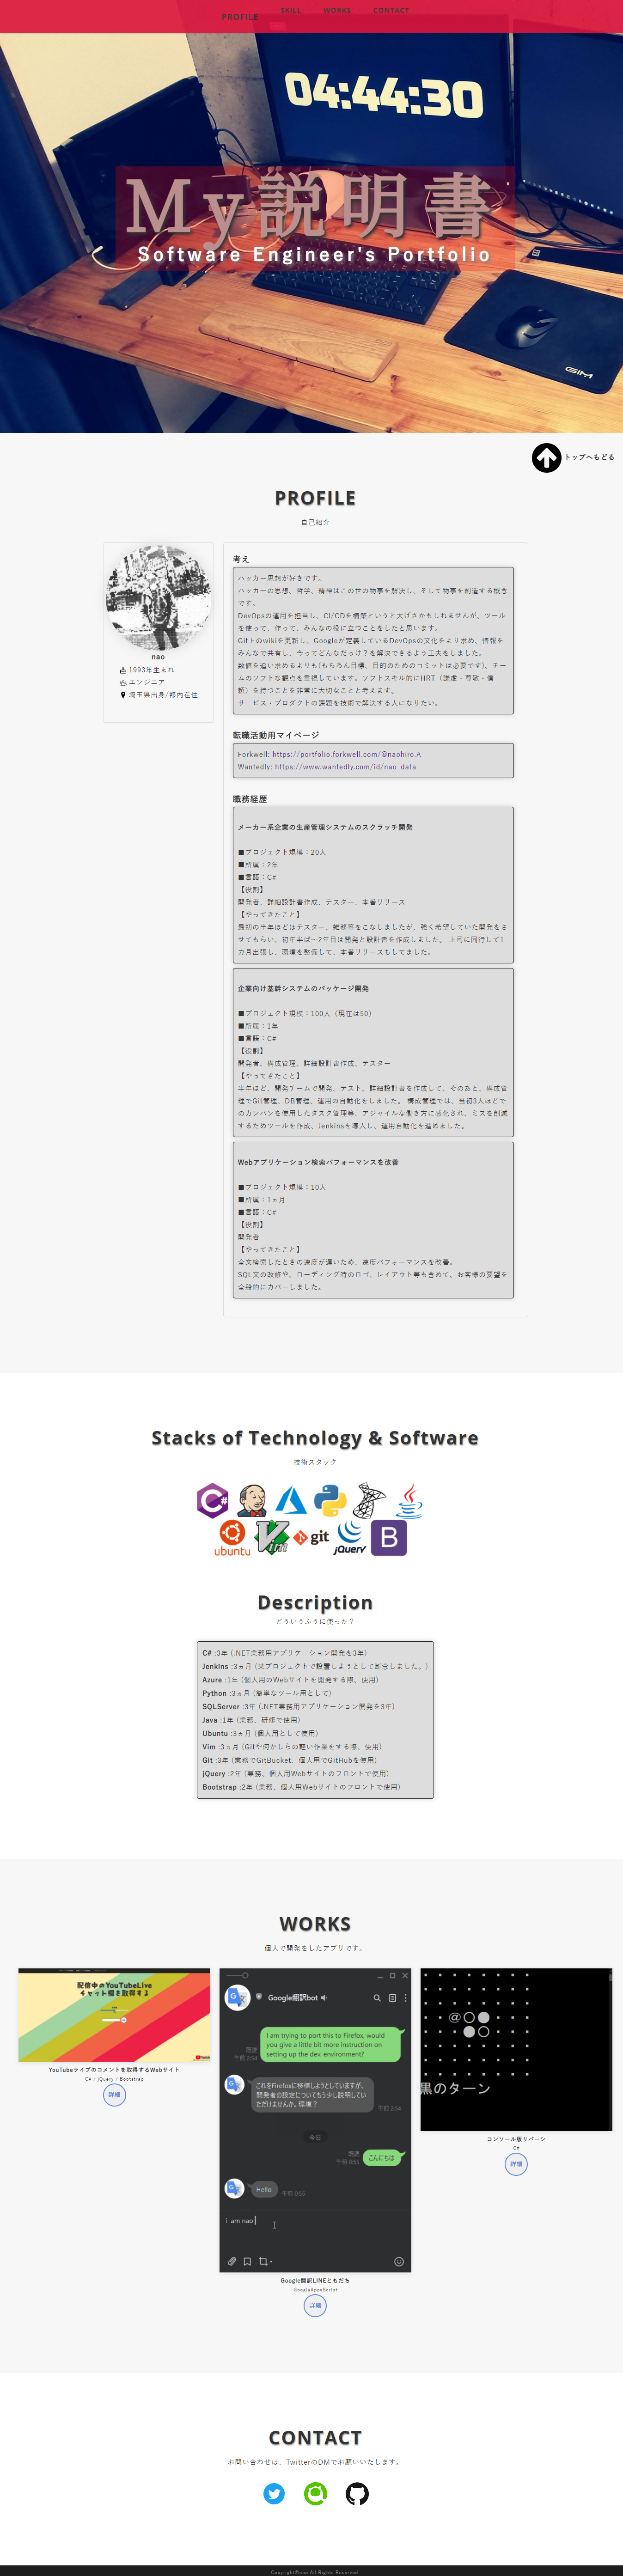 PROFILE
SKILL
WORKS
CONTACT
04:44:30
My説明書
Software Engineer's Portfolio
GIM
トップへもどる
PROFILE
自己紹介
nao
1993年生まれ
エンジニア
埼玉県出身/都内在住
考え
ハッカー思想が好きです。
ハッカーの思想、哲学、精神はこの世の物事を解決し、そして物事を創造する概念
です。
DevOpsの運用を担当し、CI/CDを構築というと大げさかもしれませんが、ツール
を使って、作って、みんなの役に立つことをしたと思います。
Git上のwikiを更新し、Googleが定義しているDevOpsの文化をより求め、情報を
みんなで共有し、今ってどんなだっけ？を解決できるよう工夫をしました。
数値を追い求めるよりも(もちろん目標、目的のためのコミットは必要です)、チー
ムのソフトな観点を重視しています。ソフトスキル的にHRT（謙虚・尊敬・信
頼）を持つことを非常に大切なことと考えます。
サービス・プロダクトの課題を技術で解決する人になりたい。
転職活動用マイページ
Forkwell: https://portfolio.forkwell.com/@naohiro.A
Wantedly: https://www.wantedly.com/id/nao_data
職務経歴
メーカー系企業の生産管理システムのスクラッチ開発
■プロジェクト規模：20人
■所属：2年
■言語：C#
【役割】
開発者、詳細設計書作成、テスター、本番リリース
【やってきたこと】
最初の半年ほどはテスター、雑務等をこなしましたが、強く希望していた開発をさ
せてもらい、初年半ば～2年目は開発と設計書を作成しました。 上司に同行して1
カ月出張し、環境を整備して、本番リリースもしてました。
企業向け基幹システムのパッケージ開発
■プロジェクト規模：100人（現在は50）
■所属：1年
■言語：C#
【役割】
開発者、構成管理、詳細設計書作成、テスター
【やってきたこと】
半年ほど、開発チームで開発、テスト、詳細設計書を作成して、そのあと、構成管
理でGit管理、DB管理、運用の自動化をしました。 構成管理では、当初3人ほどで
のカンバンを使用したタスク管理等、アジャイルな働き方に感化され、ミスを削減
するためツールを作成、Jenkinsを導入し、運用自動化を進めました。
Webアプリケーション検索パフォーマンスを改善
■プロジェクト規模：10人
■所属：1ヵ月
■言語：C#
【役割】
開発者
【やってきたこと】
全文検索したときの速度が遅いため、速度パフォーマンスを改善。
SQL文の改修や、ローディング時のロゴ、レイアウト等も含めて、お客様の要望を
全般的にカバーしました。
Stacks of Technology & Software
技術スタック
C#
Java
ubuntu
Vim
git
jQuery
B
Description
どういうふうに使った？
C# :3年 (.NET業務用アプリケーション開発を3年)
Jenkins :3ヵ月 (某プロジェクトで設置しようとして断念しました。)
Azure :1年 (個人用のWebサイトを開発する際、使用)
Python :3ヵ月 (簡単なツール用として)
SQLServer :3年 (.NET業務用アプリケーション開発を3年)
Java :1年 (業務、研修で使用)
Ubuntu :3ヵ月 (個人用として使用)
Vim :3ヵ月 (Gitや何かしらの軽い作業をする際、使用)
Git :3年 (業務でGitBucket、個人用でGitHubを使用)
jQuery :2年 (業務、個人用Webサイトのフロントで使用)
Bootstrap :2年 (業務、個人用Webサイトのフロントで使用)
WORKS
個人で開発をしたアプリです。
配信中のYouTubeLive
チャット欄を取得する
YouTube
YouTubeライブのコメントを取得するWebサイト
C# / jQuery / Bootstrap
詳細
Google翻訳bot
I am trying to port this to Firefox, would
you give a little bit more instruction on
setting up the dev. environment?
既読
午前 2:54
これをFirefoxに移植しようとしていますが、
開発者の設定についてもう少し説明してい
ただけませんか。環境？
午前 2:54
今日
既読
午前 8:55
こんにちは
Hello
午前 8:55
i am nao
Google翻訳LINEともだち
GoogleAppsScript
詳細
@
黒のターン
コンソール版リバーシ
C#
詳細
CONTACT
お問い合わせは、TwitterのDMでお願いいたします。
Copyright©nao All Rights Reserved.